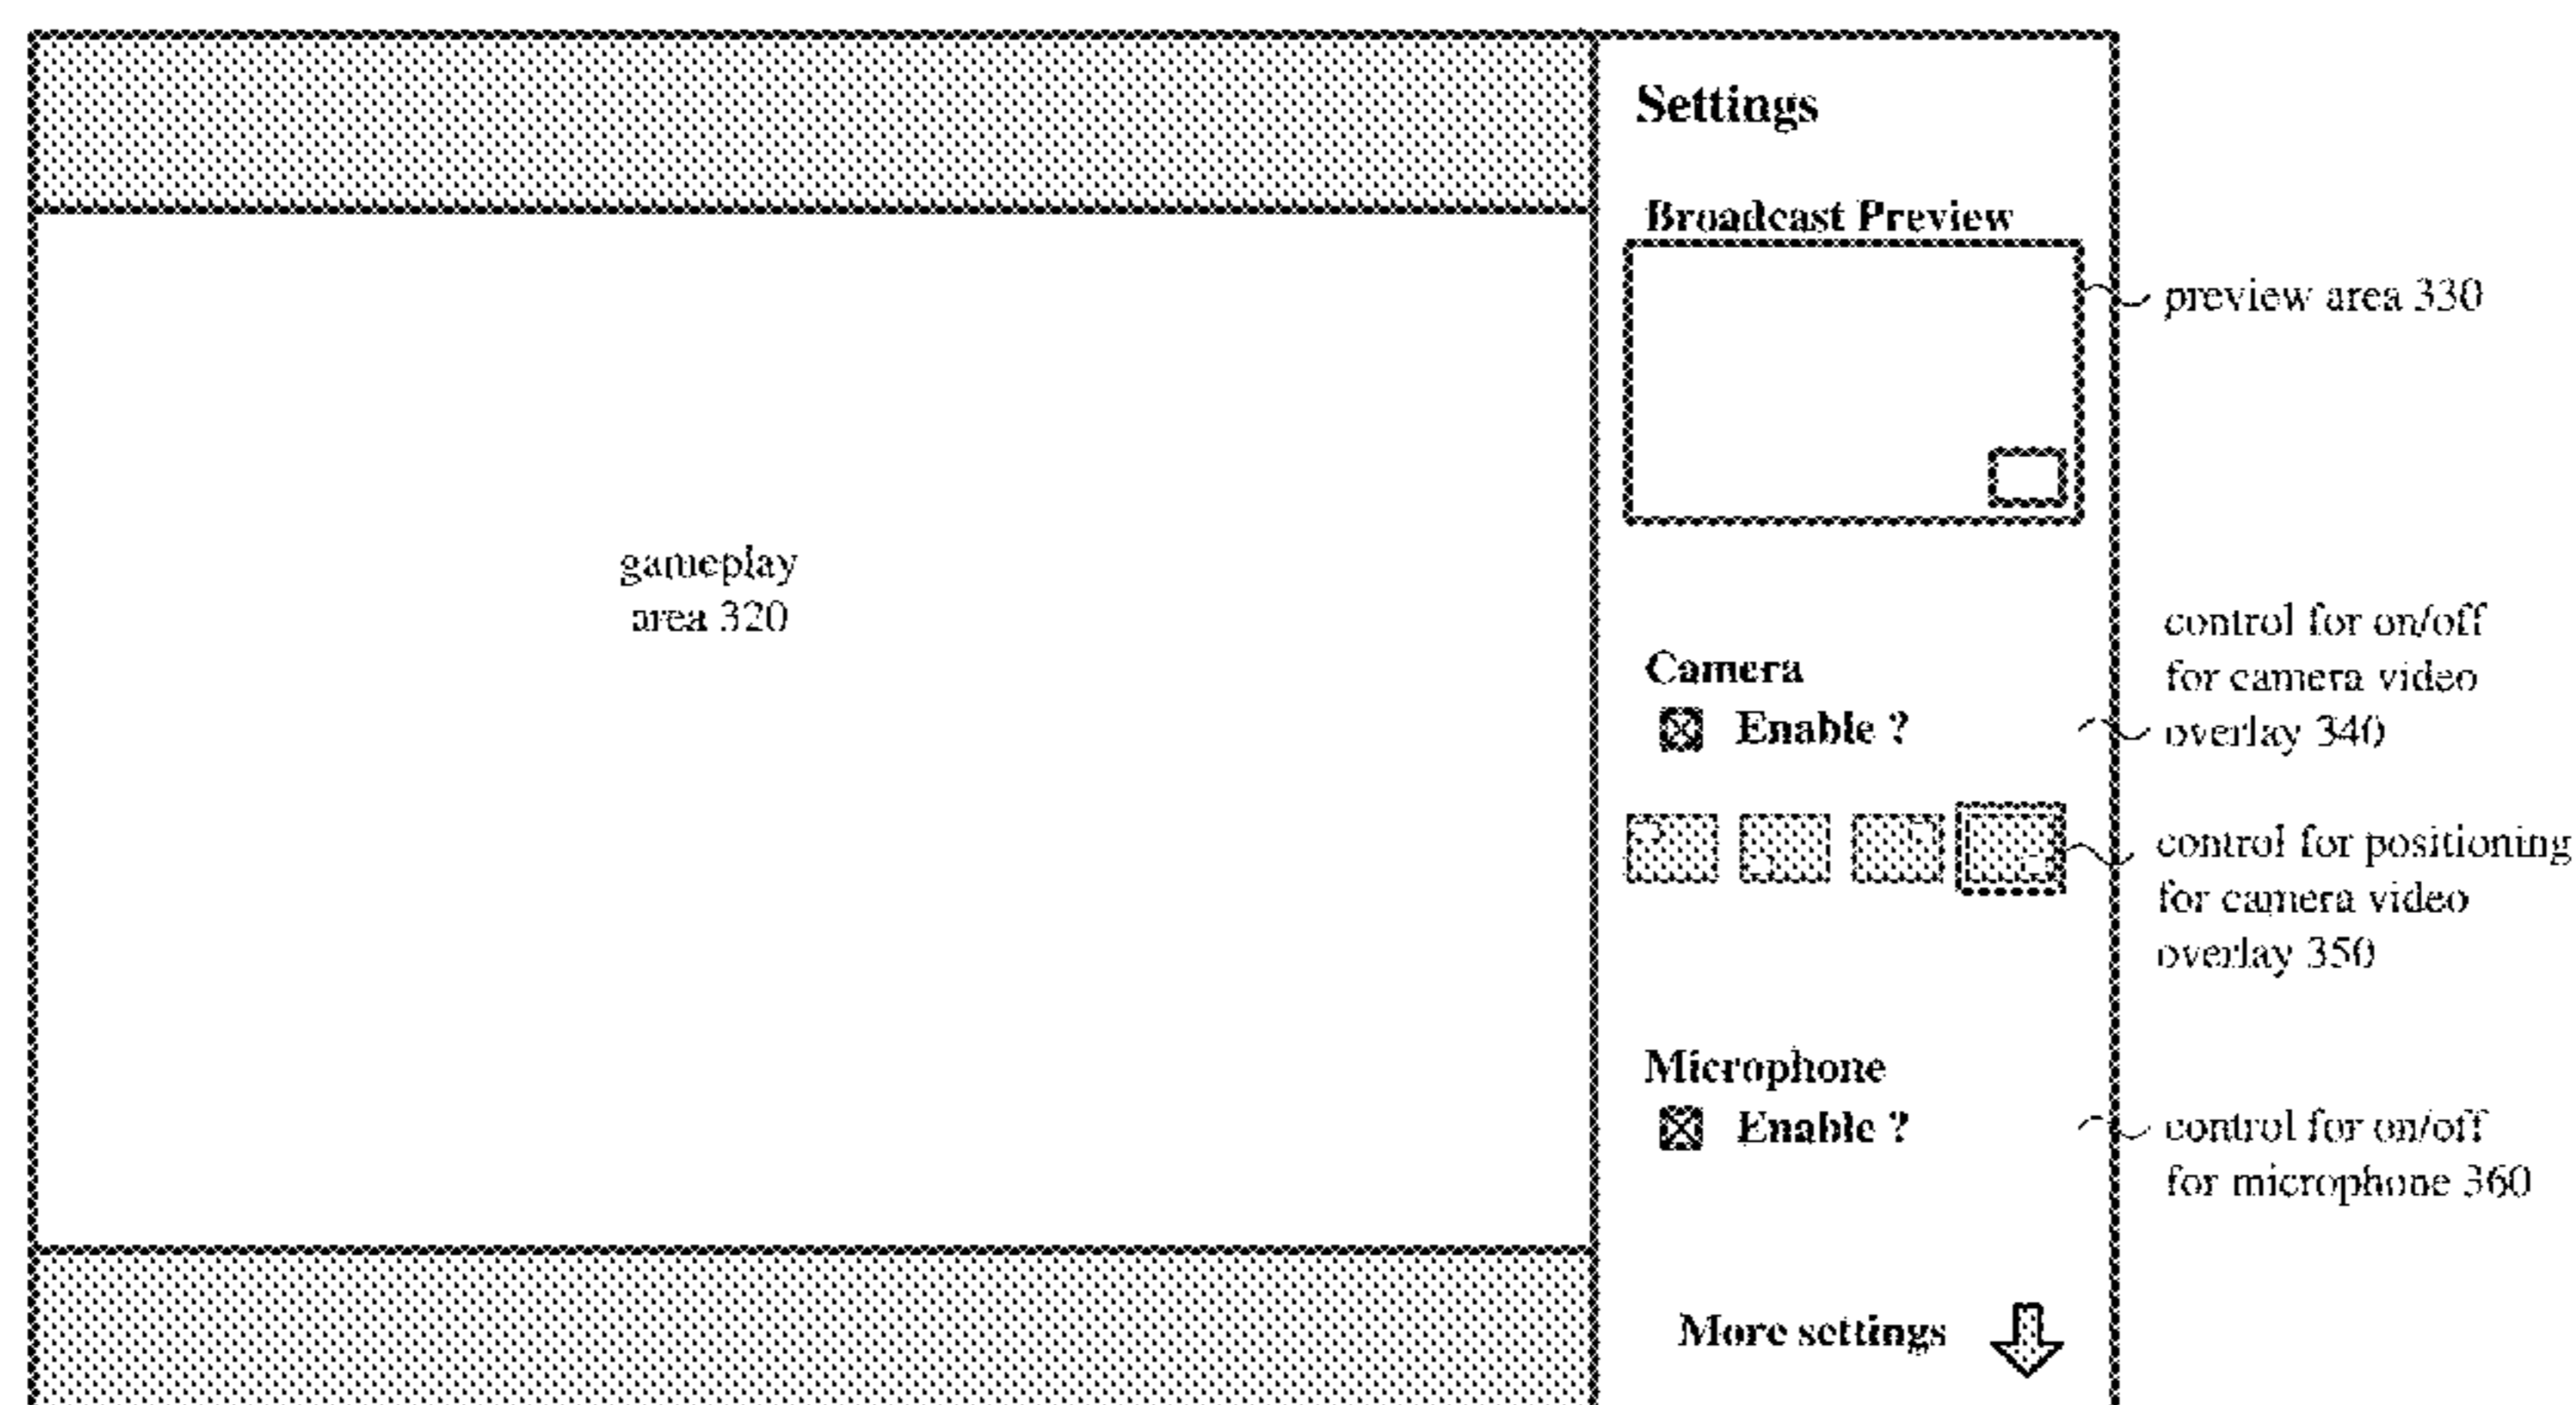 Settings
Broadcast Preview
preview area 330
gameplay
area 320
control for on/off
for camera video
overlay 340
Camera
Enable ?
control for positioning
for camera video
overlay 350
Microphone
Enable ?
control for on/off
for microphone 360
More settings